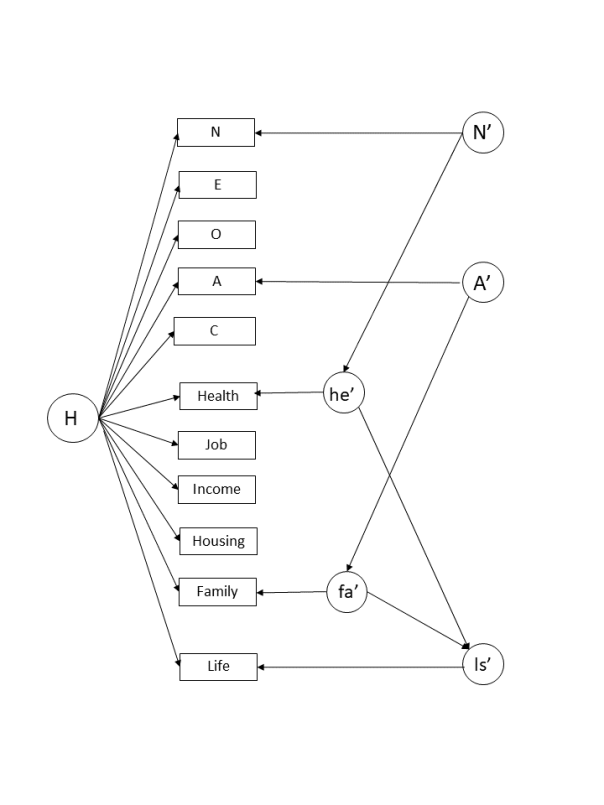 N
N’
E
O
A
A’
C
Health
he’
H
Job
Income
Housing
Family
fa’
Life
ls’